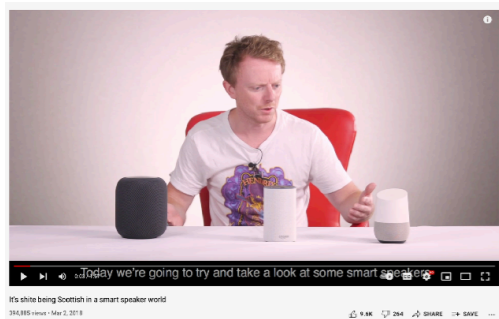 Today we're going to try and take a look at some smart speakers
It's shite being Scottish in a smart speaker world
394,885 views • Mar 2, 2018
9.6K
264
SHARE
SAVE